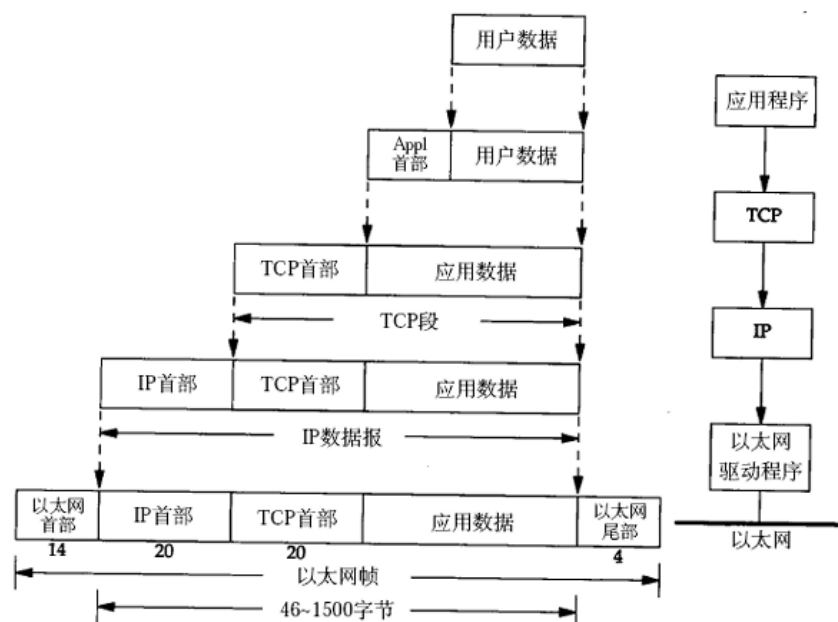 用户数据
应用程序
Appl
首部
用户数据
TCP
TCP首部
应用数据
TCP段
IP
IP首部
TCP首部
应用数据
IP数据报
以太网
驱动程序
以太网
首部
IP首部
TCP首部
应用数据
以太网
尾部
14
20
20
4
以太网
以太网帧
46~1500字节